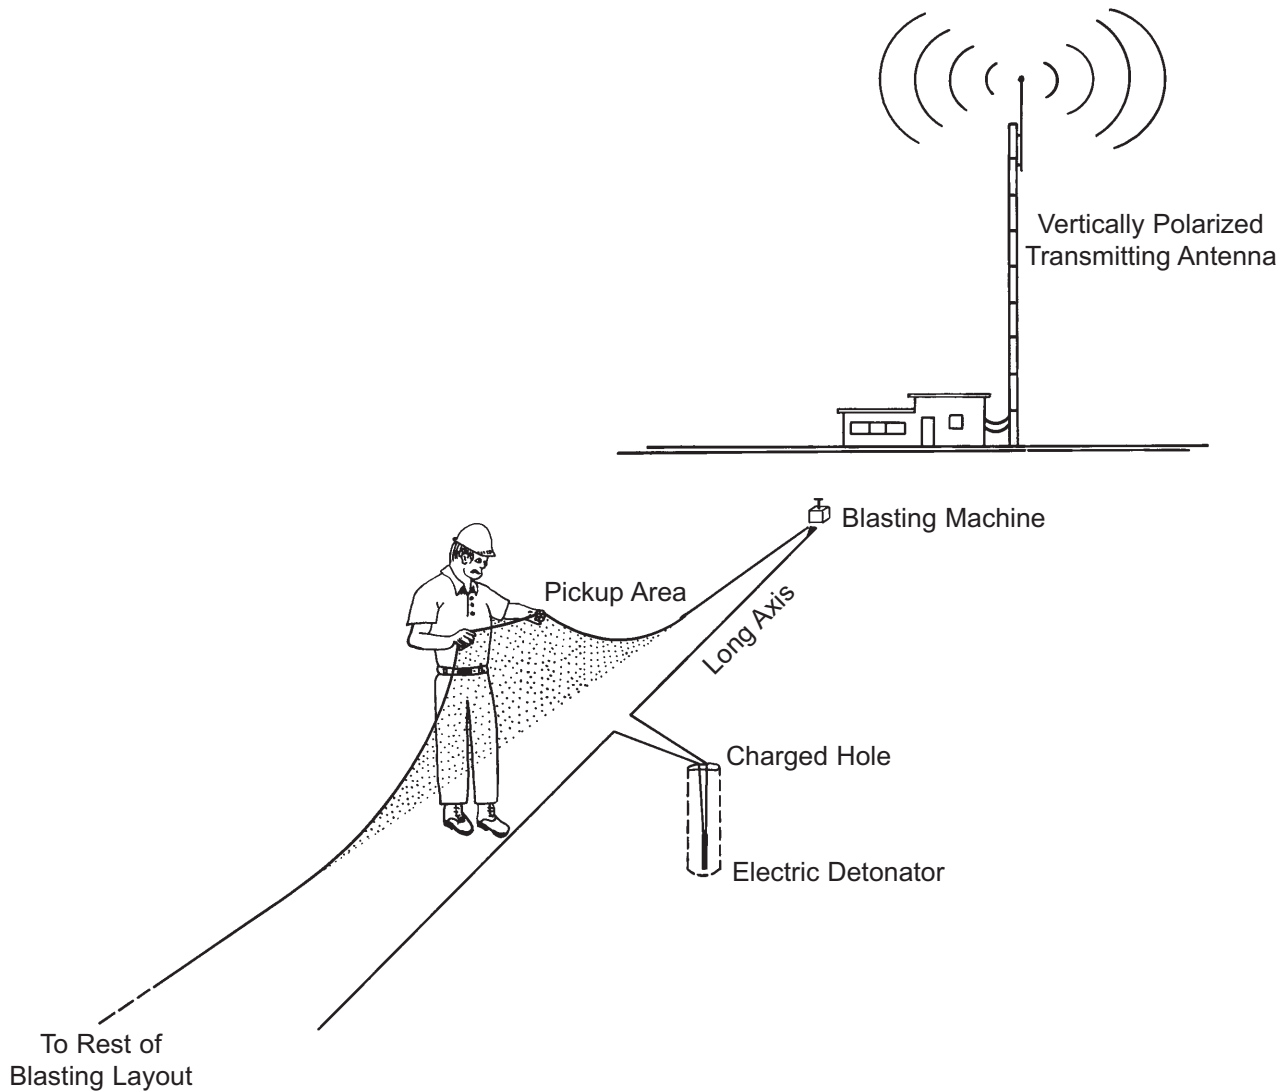 Vertically Polarized
Transmitting Antenna
Blasting Machine
Pickup Area
Long Axis
Charged Hole
Electric Detonator
To Rest of
Blasting Layout